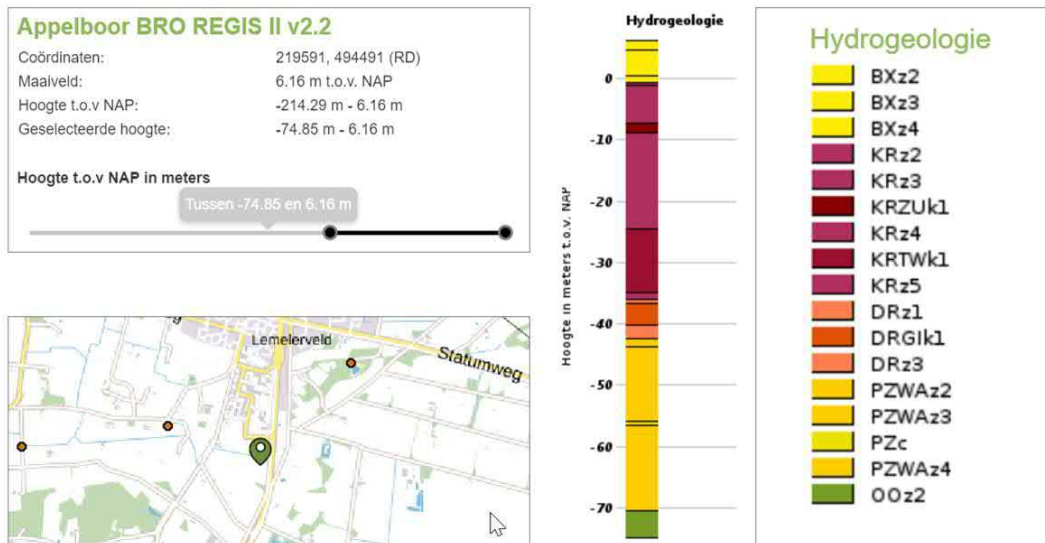 Appelboor BRO REGIS II v2.2
Coördinaten: 219591, 494491 (RD)
Maaiveld: 6.16 m t.o.v. NAP
Hoogte t.o.v NAP: -214.29 m - 6.16 m
Geselecteerde hoogte: -74.85 m - 6.16 m
Hoogte t.o.v NAP in meters
Tussen -74.85 en 6.16 m
Lemelerveld
Statumweg
Hydrogeologie
Hoogte in meters t.o.v. NAP
0
-10
-20
-30
-40
-50
-60
-70
Hydrogeologie
BXz2
BXz3
BXz4
KRz2
KRz3
KRZUk1
KRz4
KRTWk1
KRz5
DRz1
DRGIk1
DRz3
PZWAz2
PZWAz3
PZc
PZWAz4
OOz2